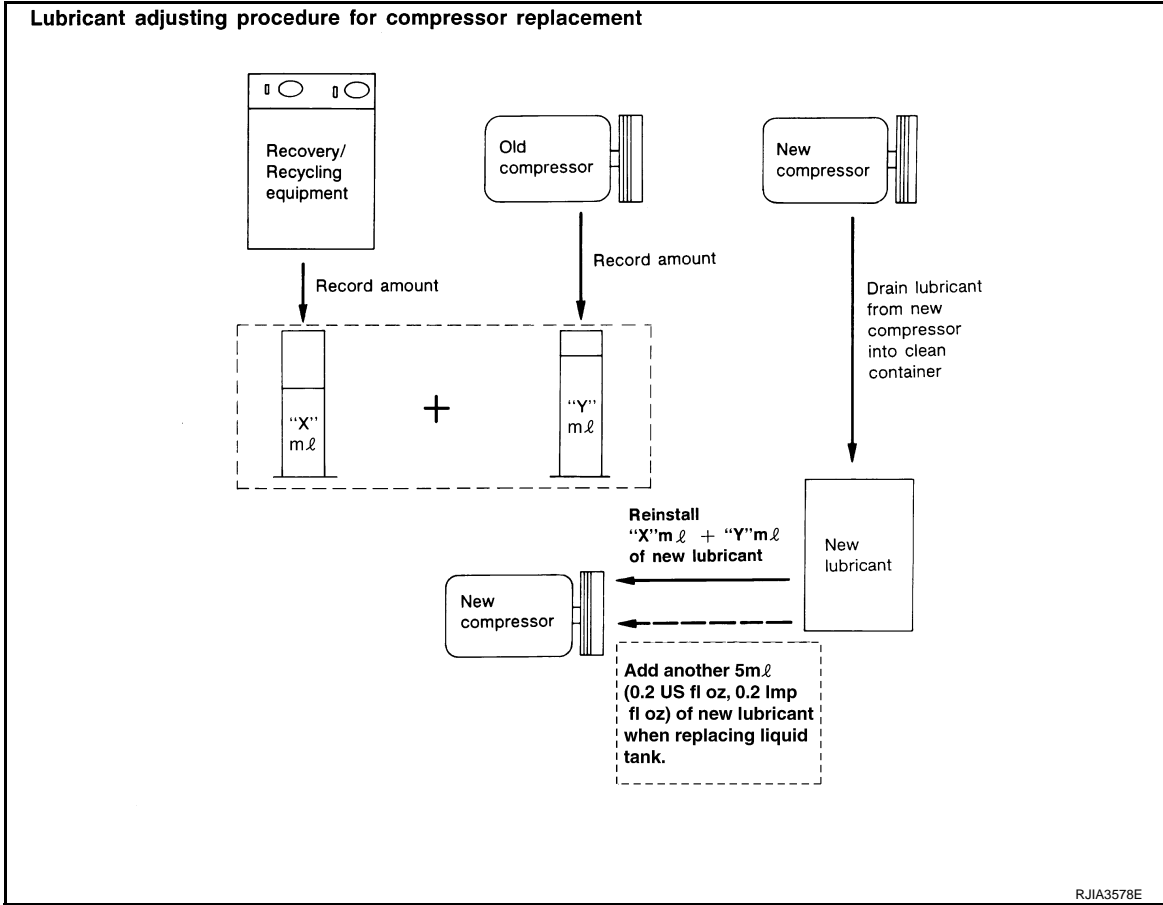 Lubricant adjusting procedure for compressor replacement
Recovery/
Recycling
equipment
Old
compressor
New
compressor
Record amount
Record amount
Drain lubricant
from new
compressor
into clean
container
“X”
mℓ
+
“Y”
mℓ
Reinstall
“X”mℓ + “Y”mℓ
of new lubricant
New
lubricant
New
compressor
Add another 5mℓ
(0.2 US fl oz, 0.2 Imp
fl oz) of new lubricant
when replacing liquid
tank.
RJIA3578E